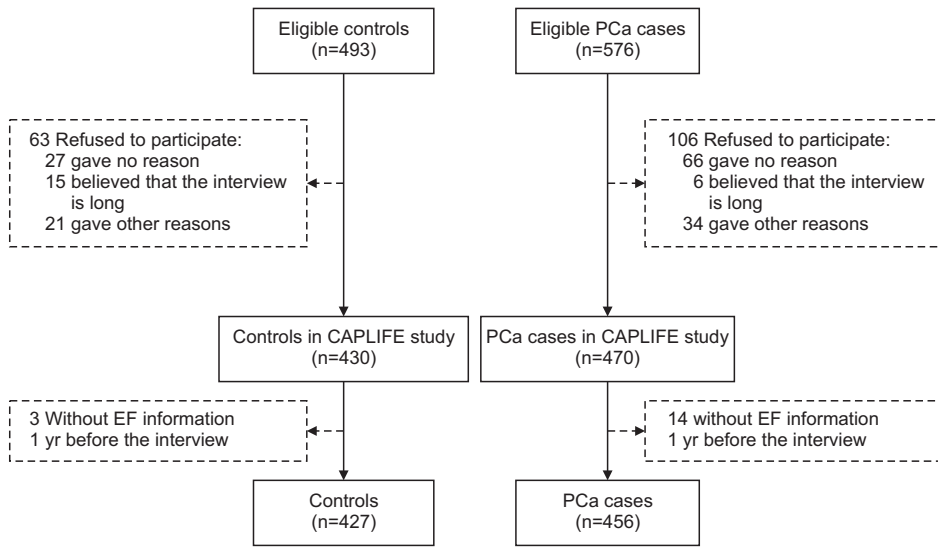 Eligible controls
(n=493)
Eligible PCa cases
(n=576)
63 Refused to participate:
27 gave no reason
15 believed that the interview
is long
21 gave other reasons
106 Refused to participate:
66 gave no reason
6 believed that the interview
is long
34 gave other reasons
Controls in CAPLIFE study
(n=430)
PCa cases in CAPLIFE study
(n=470)
3 Without EF information
1 yr before the interview
14 without EF information
1 yr before the interview
Controls
(n=427)
PCa cases
(n=456)